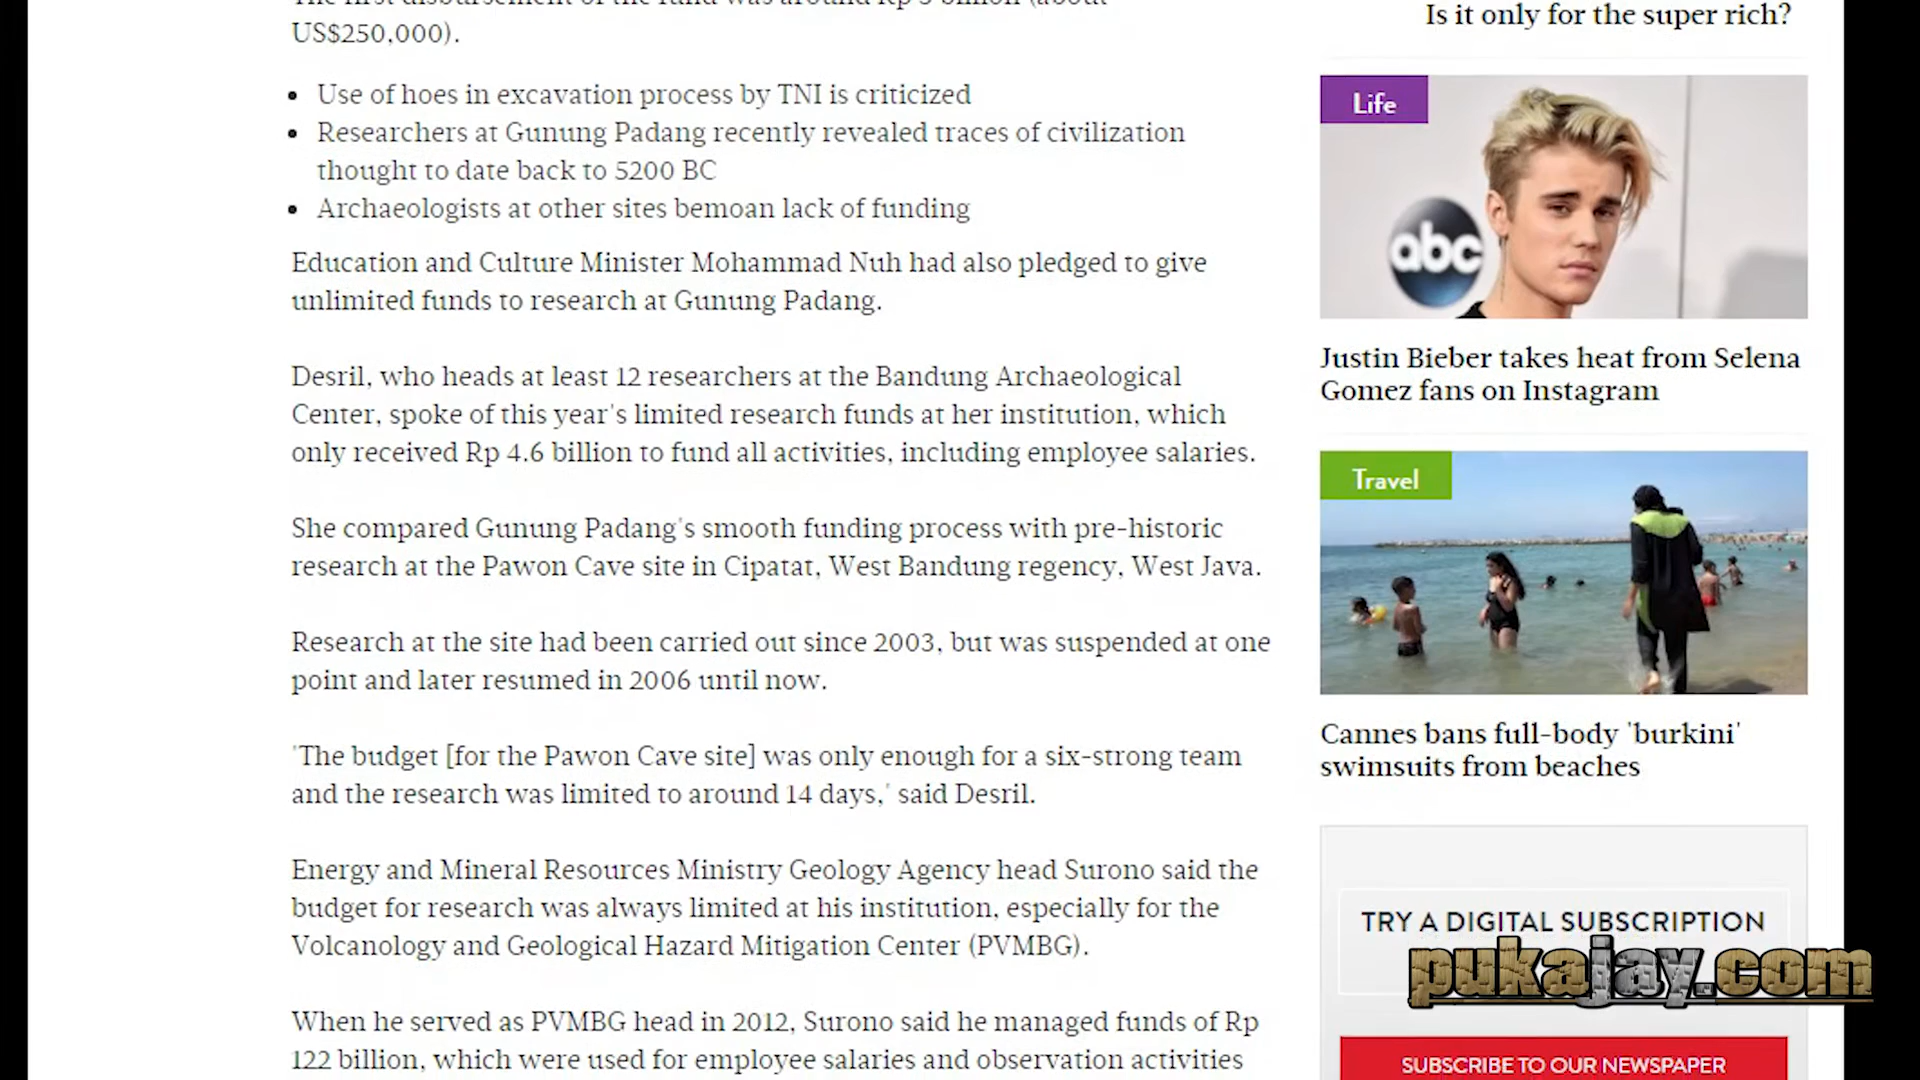 US$250,000).
Use of hoes in excavation process by TNI is criticized
Researchers at Gunung Padang recently revealed traces of civilization
thought to date back to 5200 BC
Archaeologists at other sites bemoan lack of funding
Education and Culture Minister Mohammad Nuh had also pledged to give
unlimited funds to research at Gunung Padang.
Desril, who heads at least 12 researchers at the Bandung Archaeological
Center, spoke of this year's limited research funds at her institution, which
only received Rp 4.6 billion to fund all activities, including employee salaries.
She compared Gunung Padang's smooth funding process with pre-historic
research at the Pawon Cave site in Cipatat, West Bandung regency, West Java.
Research at the site had been carried out since 2003, but was suspended at one
point and later resumed in 2006 until now.
'The budget [for the Pawon Cave site] was only enough for a six-strong team
and the research was limited to around 14 days,' said Desril.
Energy and Mineral Resources Ministry Geology Agency head Surono said the
budget for research was always limited at his institution, especially for the
Volcanology and Geological Hazard Mitigation Center (PVMBG).
When he served as PVMBG head in 2012, Surono said he managed funds of Rp
122 billion, which were used for employee salaries and observation activities
Is it only for the super rich?
Life
abc
Justin Bieber takes heat from Selena
Gomez fans on Instagram
Travel
Cannes bans full-body 'burkini'
swimsuits from beaches
TRY A DIGITAL SUBSCRIPTION
pukajay.com
SUBSCRIBE TO OUR NEWSPAPER